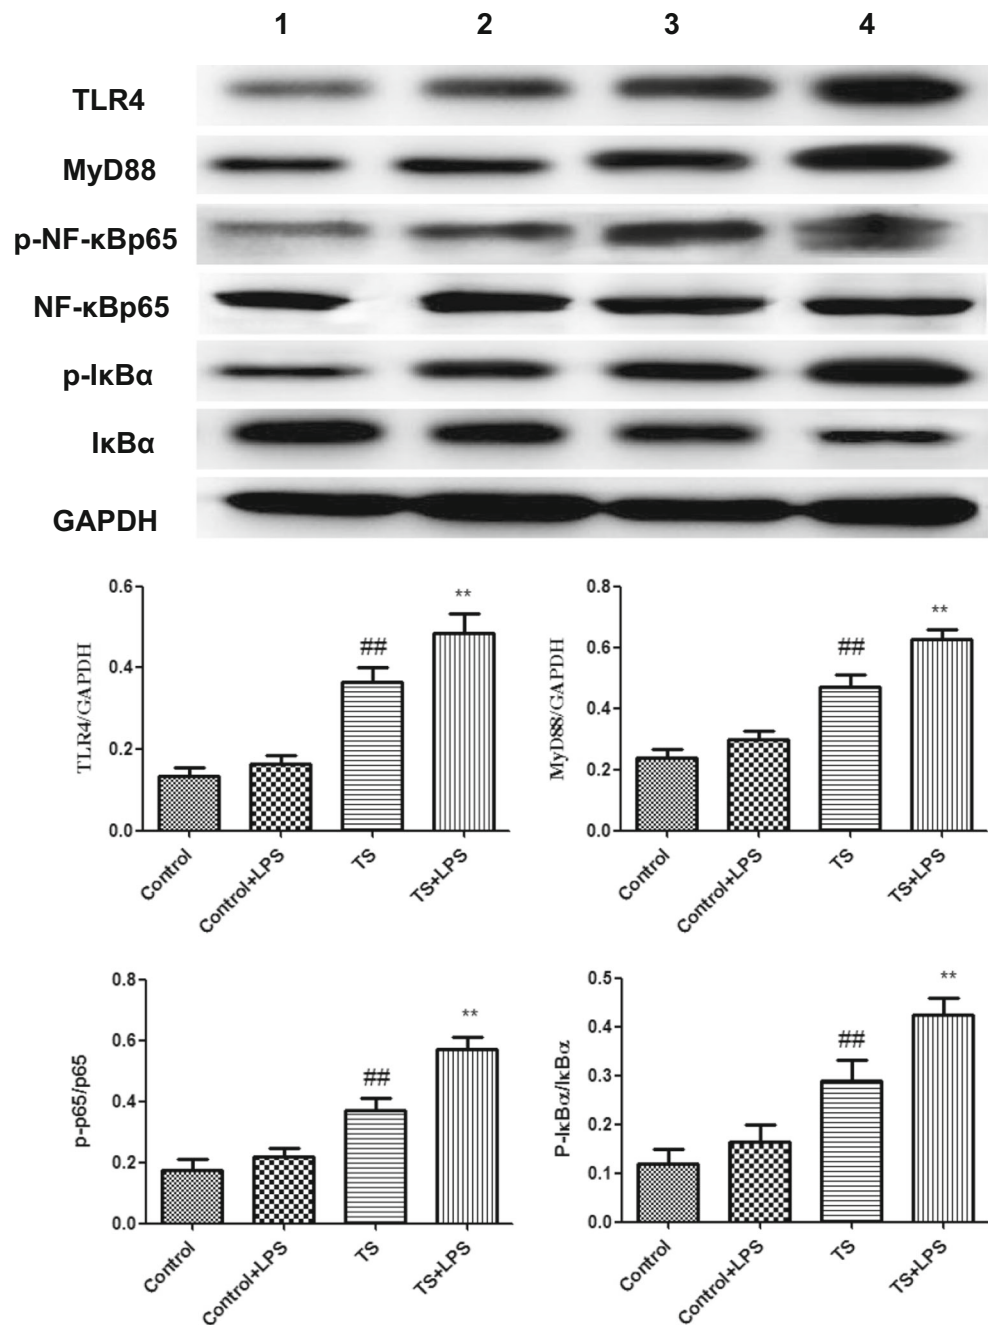 1 2 3 4
TLR4
MyD88
p-NF-κBp65
NF-κBp65
p-IκBα
IκBα
GAPDH
TLR4/GAPDH
0.6
0.4
0.2
0.0
##
**
Control
Control+LPS
TS
TS+LPS
MyD88/GAPDH
0.8
0.6
0.4
0.2
0.0
##
**
Control
Control+LPS
TS
TS+LPS
p-p65/p65
0.8
0.6
0.4
0.2
0.0
##
**
Control
Control+LPS
TS
TS+LPS
P-IκBα/IκBα
0.5
0.4
0.3
0.2
0.1
0.0
##
**
Control
Control+LPS
TS
TS+LPS